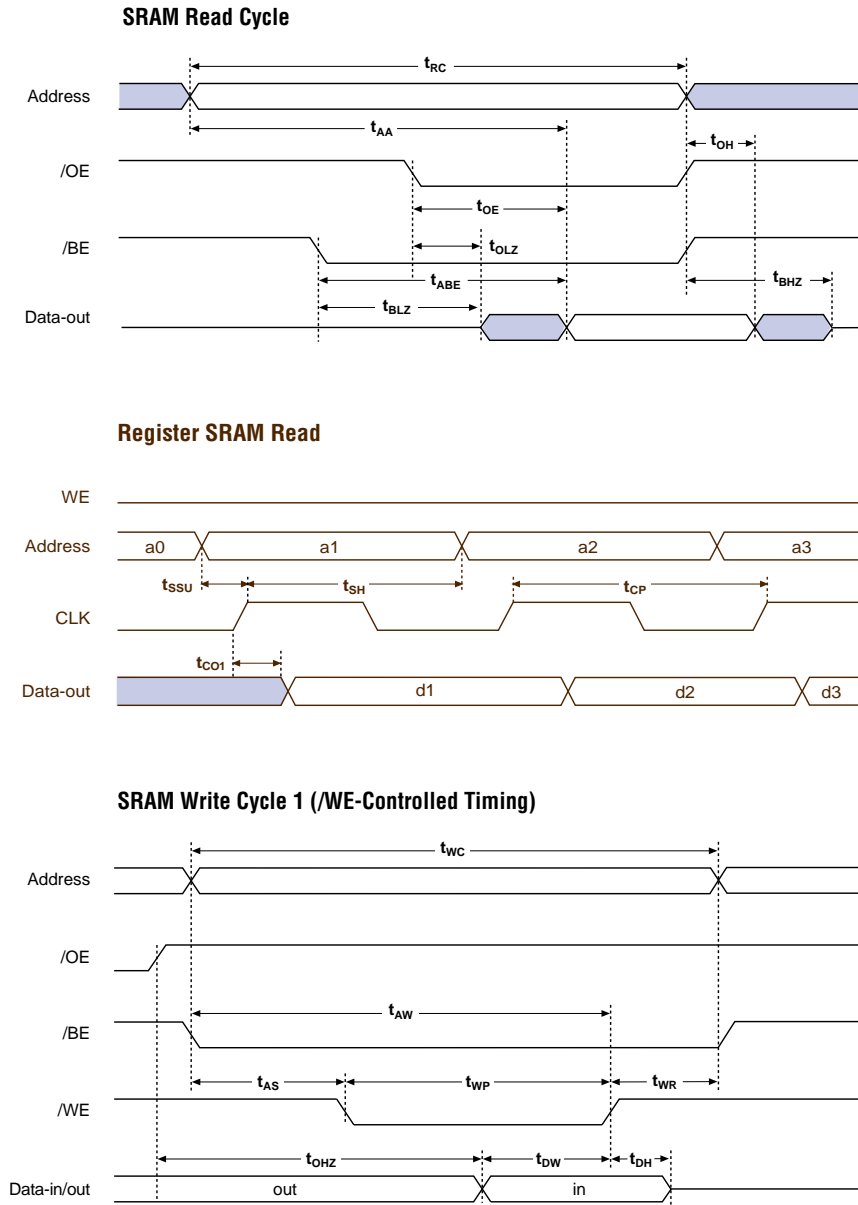 SRAM Read Cycle
tRC
Address
tAA
tOH
/OE
tOE
/BE
tOLZ
tABE
tBHZ
tBLZ
Data-out
Register SRAM Read
WE
Address a0 a1 a2 a3
tSSU tSH tCP
CLK
tCO1
Data-out d1 d2 d3
SRAM Write Cycle 1 (/WE-Controlled Timing)
tWC
Address
/OE
tAW
/BE
tAS tWP tWR
/WE
tOHZ tDW tDH
Data-in/out out in